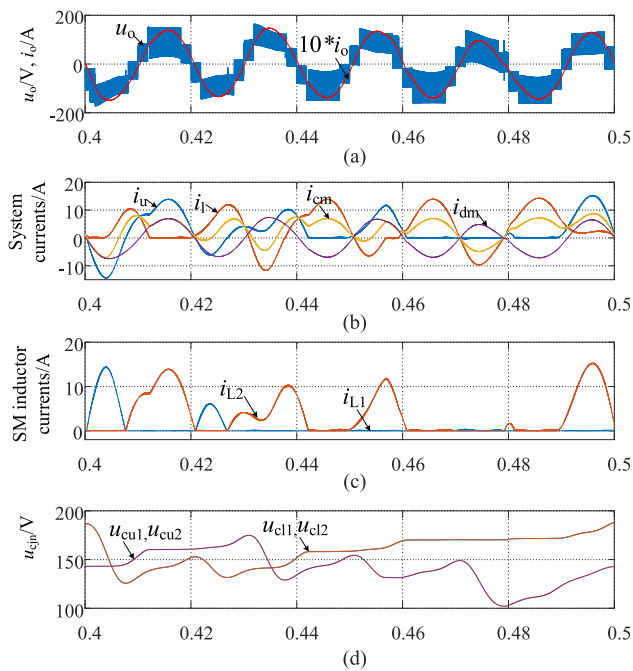 u_o/V, i_o/A
200
0
-200
u_o
10*i_o
0.4 0.42 0.44 0.46 0.48 0.5
(a)
System
currents/A
20
10
0
-10
i_u
i_l
i_cm
i_dm
0.4 0.42 0.44 0.46 0.48 0.5
(b)
SM inductor
currents/A
20
10
0
i_L2
i_L1
0.4 0.42 0.44 0.46 0.48 0.5
(c)
u_cjn/V
200
150
100
u_cu1, u_cu2
u_cl1, u_cl2
0.4 0.42 0.44 0.46 0.48 0.5
(d)